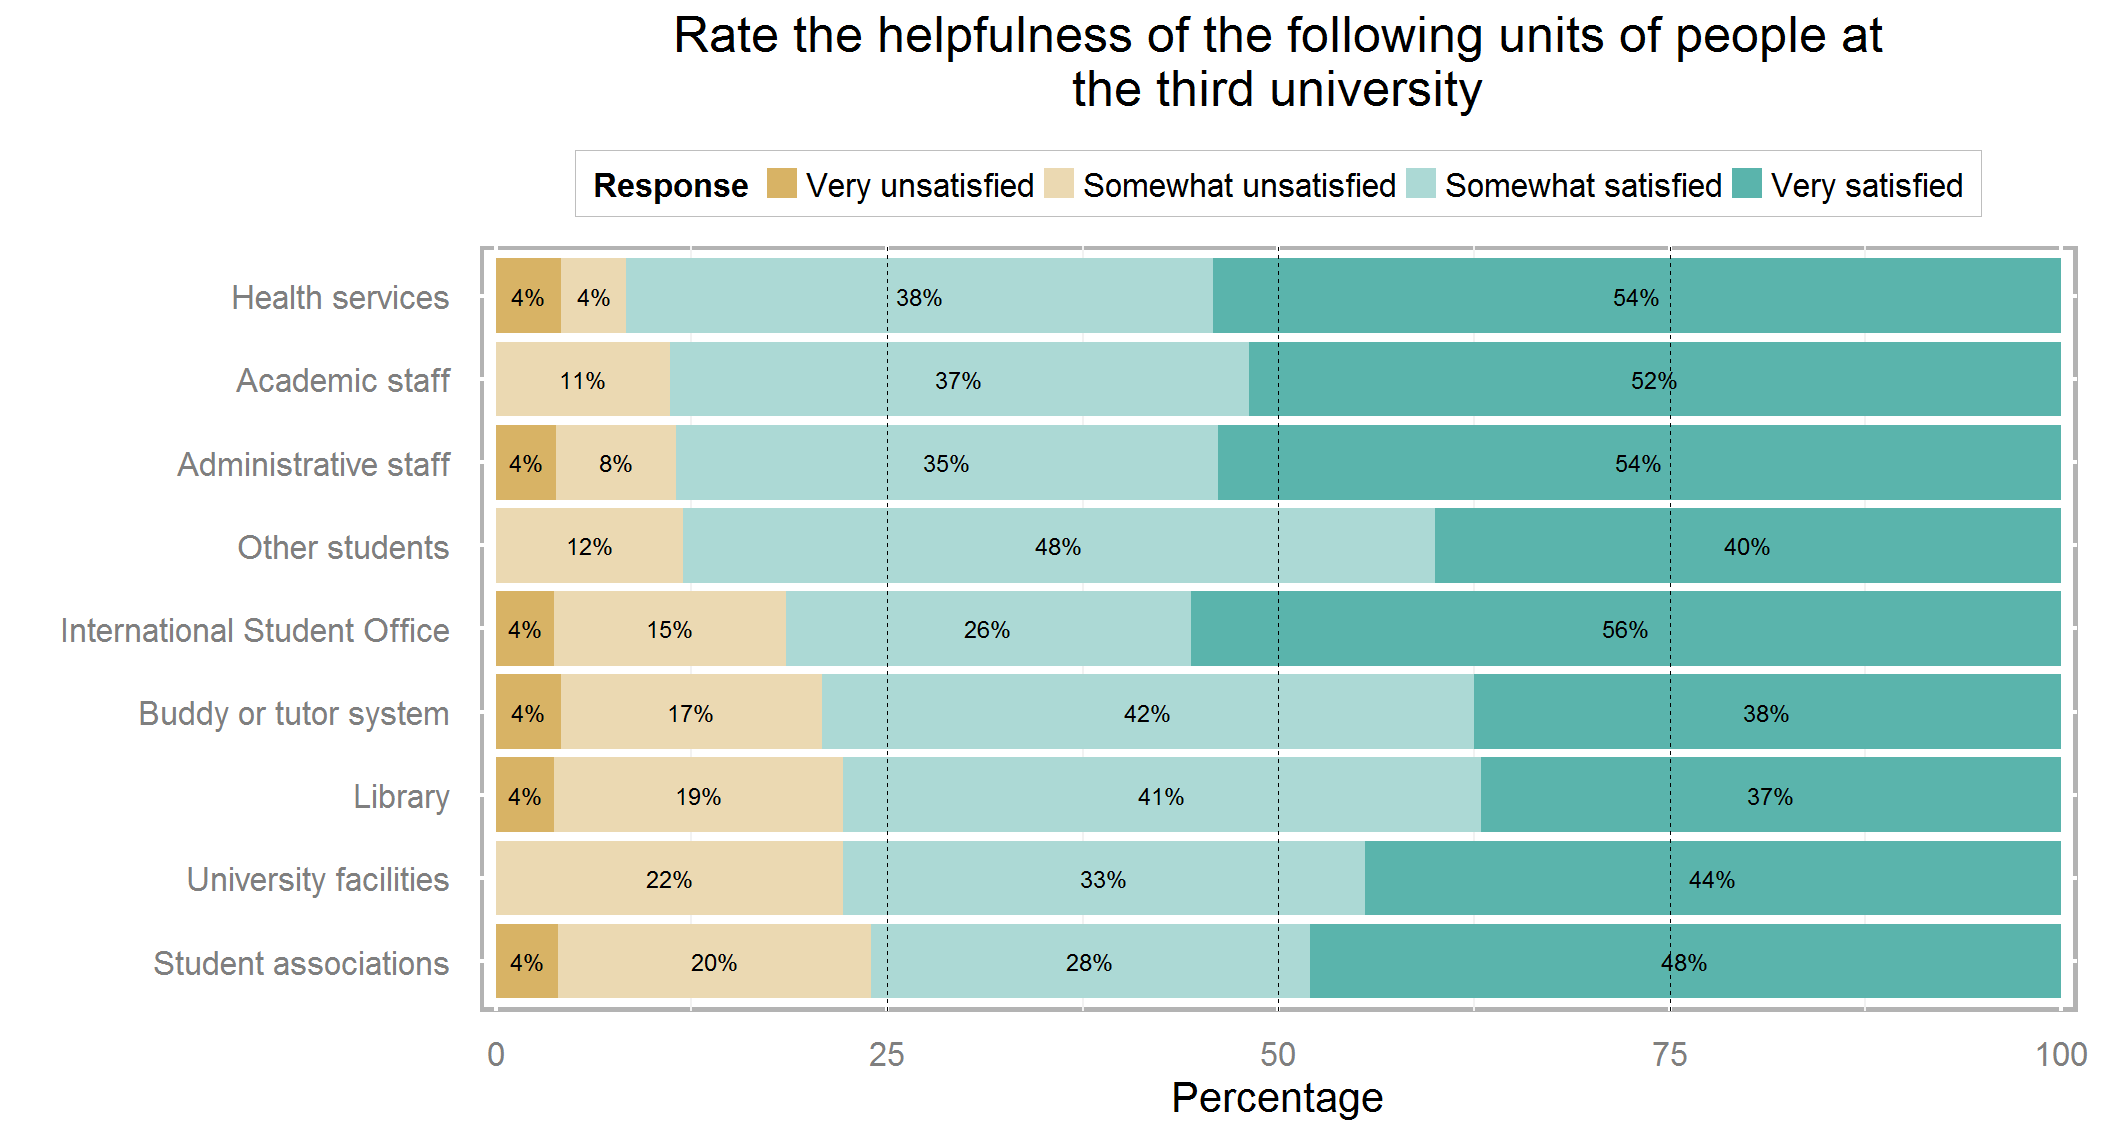 Rate the helpfulness of the following units of people at
the third university
Response Very unsatisfied Somewhat unsatisfied Somewhat satisfied Very satisfied
Health services 4% 4% 38% 54%
Academic staff 11% 37% 52%
Administrative staff 4% 8% 35% 54%
Other students 12% 48% 40%
International Student Office 4% 15% 26% 56%
Buddy or tutor system 4% 17% 42% 38%
Library 4% 19% 41% 37%
University facilities 22% 33% 44%
Student associations 4% 20% 28% 48%
0 25 50 75 100
Percentage